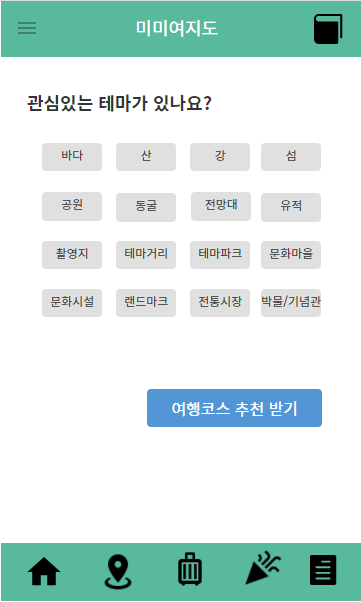 미미여지도
관심있는 테마가 있나요?
바다 산 강 섬
공원 동굴 전망대 유적
촬영지 테마거리 테마파크 문화마을
문화시설 랜드마크 전통시장 박물/기념관
여행코스 추천 받기